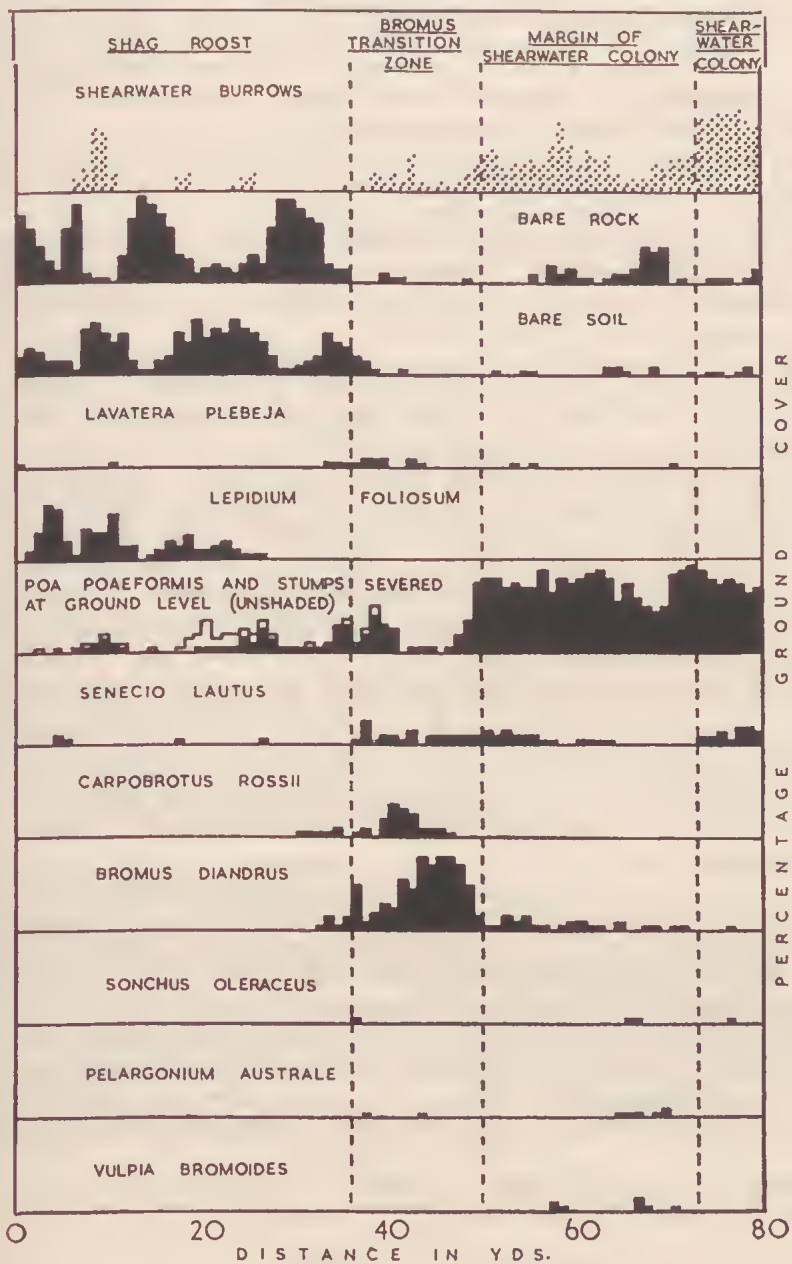 SHAG ROOST
BROMUS
TRANSITION
ZONE
MARGIN OF
SHEARWATER COLONY
SHEAR-
WATER
COLONY
SHEARWATER BURROWS
BARE ROCK
BARE SOIL
LAVATERA PLEBEJA
LEPIDIUM FOLIOSUM
POA POAEFORMIS AND STUMPS SEVERED
AT GROUND LEVEL (UNSHADED)
SENECIO LAUTUS
CARPOBROTUS ROSSII
BROMUS DIANDRUS
SONCHUS OLERACEUS
PELARGONIUM AUSTRALE
VULPIA BROMOIDES
PERCENTAGE GROUND COVER
0 20 40 60 80
DISTANCE IN YDS.